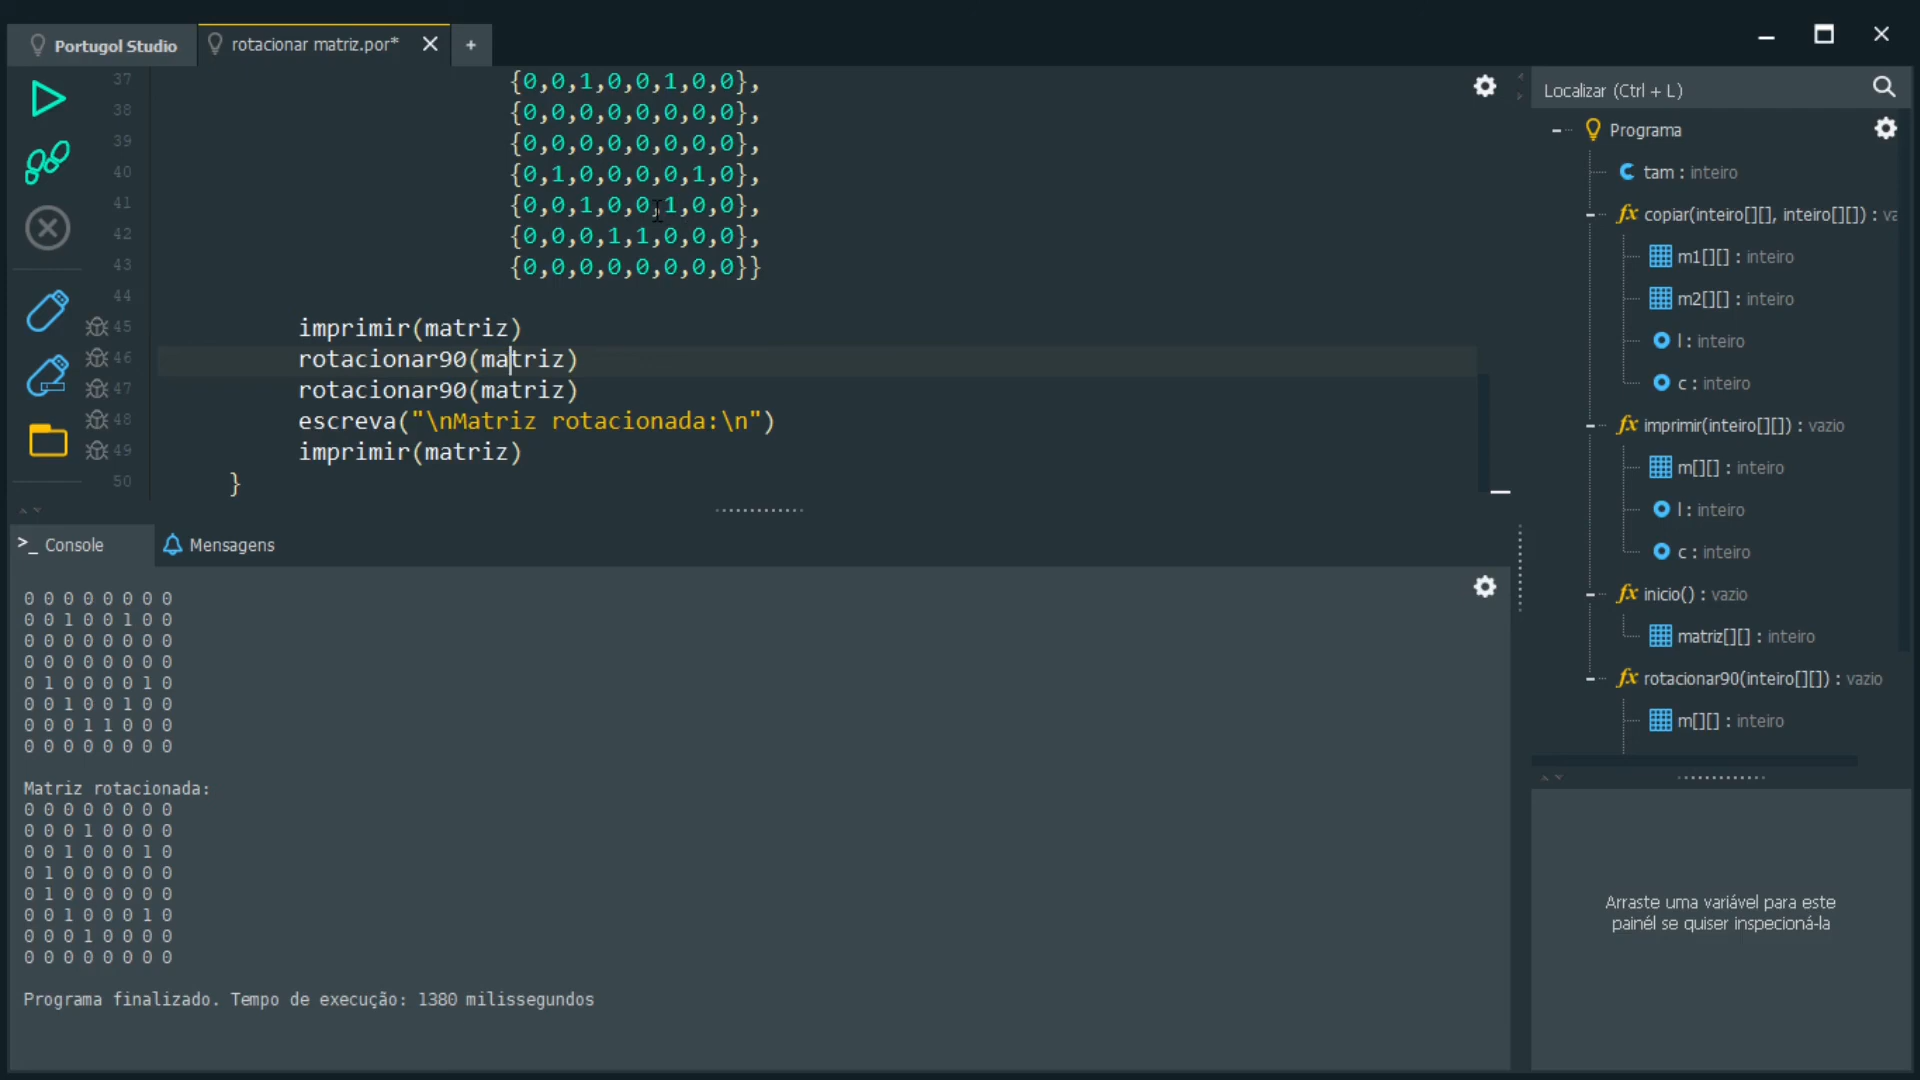 Portugol Studio
rotacionar matriz.por*
+
37 {0,0,1,0,0,1,0,0},
38 {0,0,0,0,0,0,0,0},
39 {0,0,0,0,0,0,0,0},
40 {0,1,0,0,0,0,1,0},
41 {0,0,1,0,0,1,0,0},
42 {0,0,0,1,1,0,0,0},
43 {0,0,0,0,0,0,0,0}}
44
45 imprimir(matriz)
46 rotacionar90(matriz)
47 rotacionar90(matriz)
48 escreva("\nMatriz rotacionada:\n")
49 imprimir(matriz)
50 }
>_ Console
Mensagens
0 0 0 0 0 0 0 0
0 0 1 0 0 1 0 0
0 0 0 0 0 0 0 0
0 0 0 0 0 0 0 0
0 1 0 0 0 0 1 0
0 0 1 0 0 1 0 0
0 0 0 1 1 0 0 0
0 0 0 0 0 0 0 0
Matriz rotacionada:
0 0 0 0 0 0 0 0
0 0 0 1 0 0 0 0
0 0 1 0 0 0 1 0
0 1 0 0 0 0 0 0
0 1 0 0 0 0 0 0
0 0 1 0 0 0 1 0
0 0 0 1 0 0 0 0
0 0 0 0 0 0 0 0
Programa finalizado. Tempo de execução: 1380 milissegundos
Localizar (Ctrl + L)
Programa
tam : inteiro
fx copiar(inteiro[][], inteiro[][]) : va
m1[][] : inteiro
m2[][] : inteiro
l : inteiro
c : inteiro
fx imprimir(inteiro[][]) : vazio
m[][] : inteiro
l : inteiro
c : inteiro
fx inicio() : vazio
matriz[][] : inteiro
fx rotacionar90(inteiro[][]) : vazio
m[][] : inteiro
Arraste uma variável para este
painél se quiser inspecioná-la